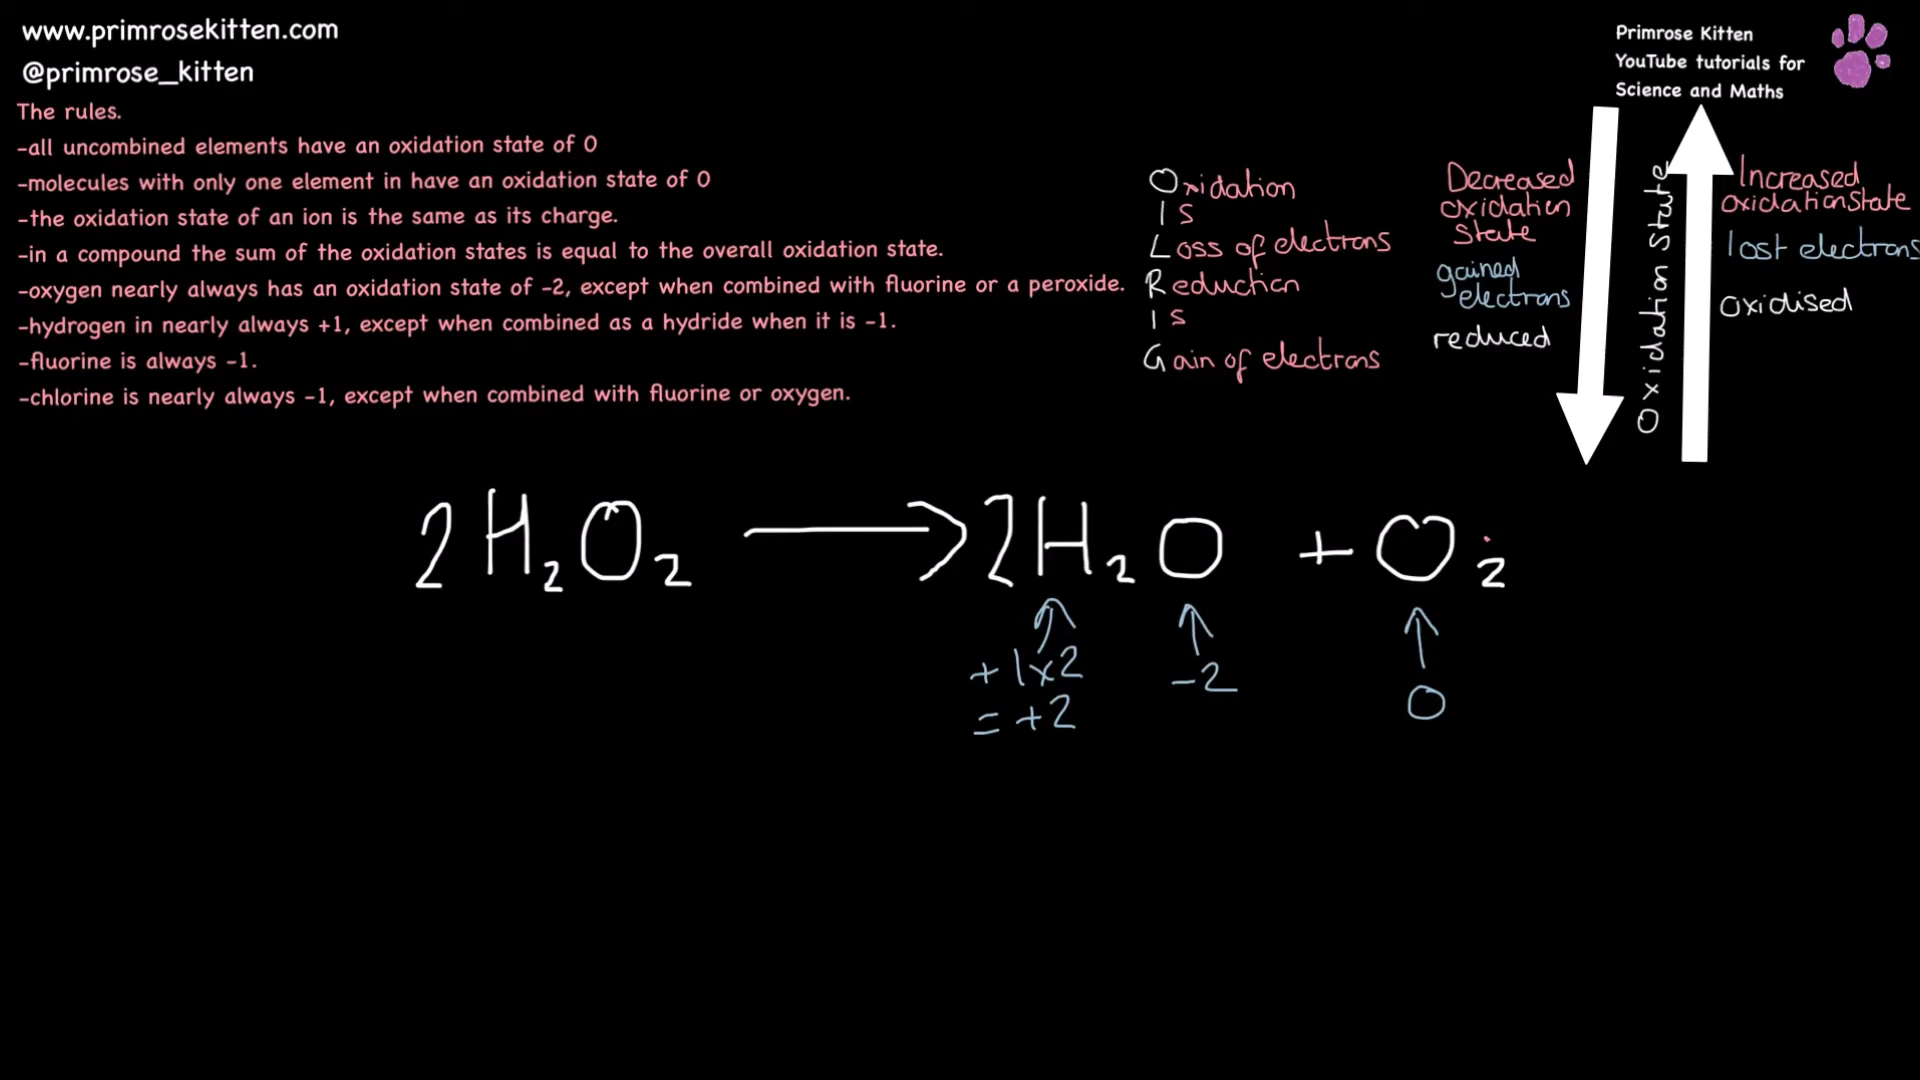 www.primrosekitten.com
@primrose_kitten
Primrose Kitten
YouTube tutorials for
Science and Maths
The rules.
-all uncombined elements have an oxidation state of 0
-molecules with only one element in have an oxidation state of 0
-the oxidation state of an ion is the same as its charge.
-in a compound the sum of the oxidation states is equal to the overall oxidation state.
-oxygen nearly always has an oxidation state of -2, except when combined with fluorine or a peroxide.
-hydrogen in nearly always +1, except when combined as a hydride when it is -1.
-fluorine is always -1.
-chlorine is nearly always -1, except when combined with fluorine or oxygen.
Oxidation
Is
Loss of electrons
Reduction
Is
Gain of electrons
Decreased
oxidation
state
gained
electrons
reduced
Oxidation State
Increased
oxidation state
lost electrons
oxidised
2H₂O₂ → 2H₂O + O₂
+1x2
= +2
-2
0